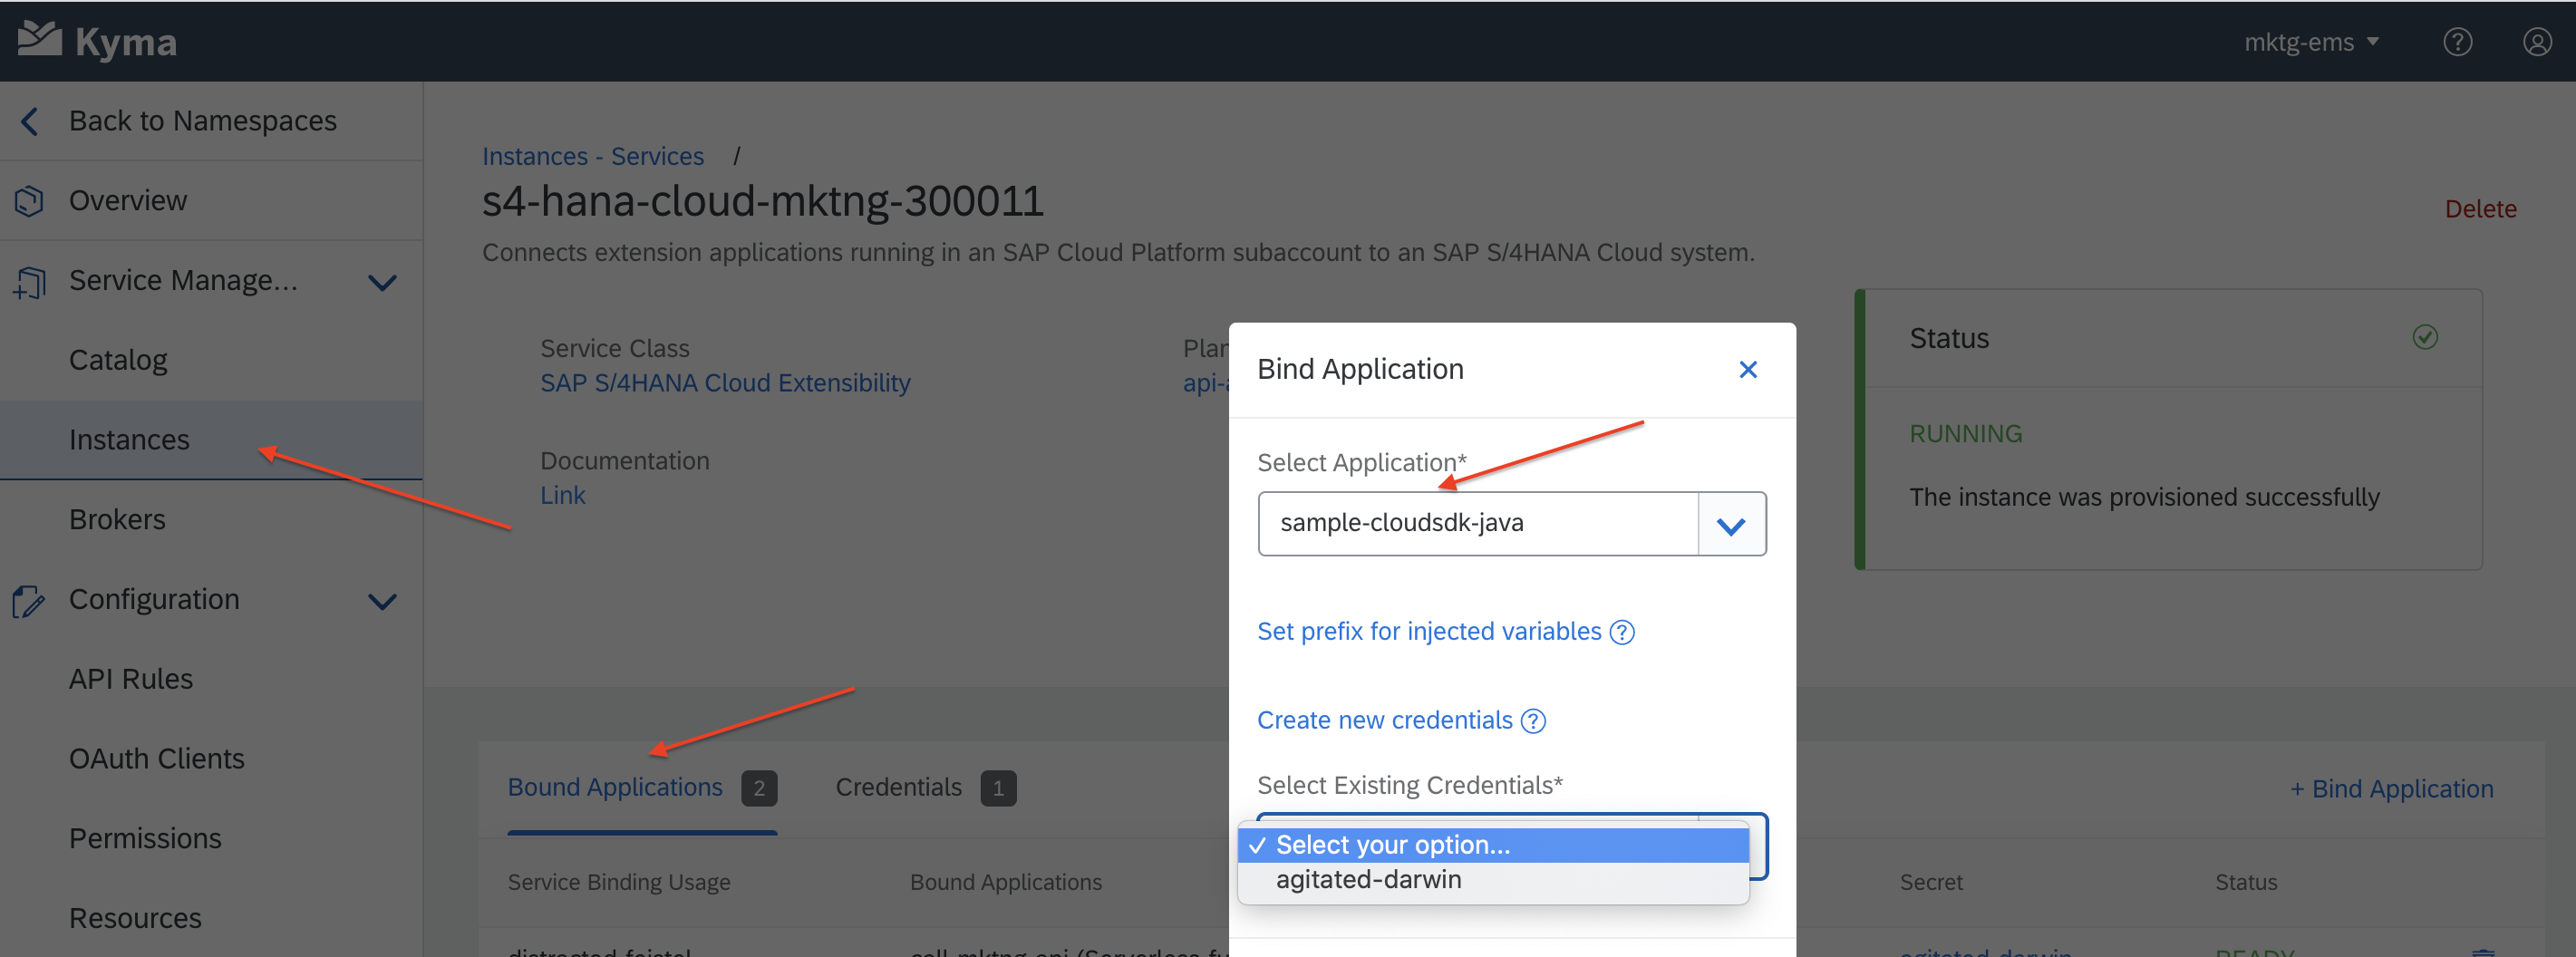 Kyma
mktg-ems
Back to Namespaces
Overview
Service Manage...
Catalog
Instances
Brokers
Configuration
API Rules
OAuth Clients
Permissions
Resources
Instances - Services /
s4-hana-cloud-mktng-300011
Delete
Connects extension applications running in an SAP Cloud Platform subaccount to an SAP S/4HANA Cloud system.
Service Class
SAP S/4HANA Cloud Extensibility
Documentation
Link
Status
RUNNING
The instance was provisioned successfully
Bind Application
Select Application*
sample-cloudsdk-java
Set prefix for injected variables ?
Create new credentials ?
Select Existing Credentials*
✓ Select your option...
agitated-darwin
Bound Applications 2 Credentials 1
+ Bind Application
Service Binding Usage Bound Applications Secret Status